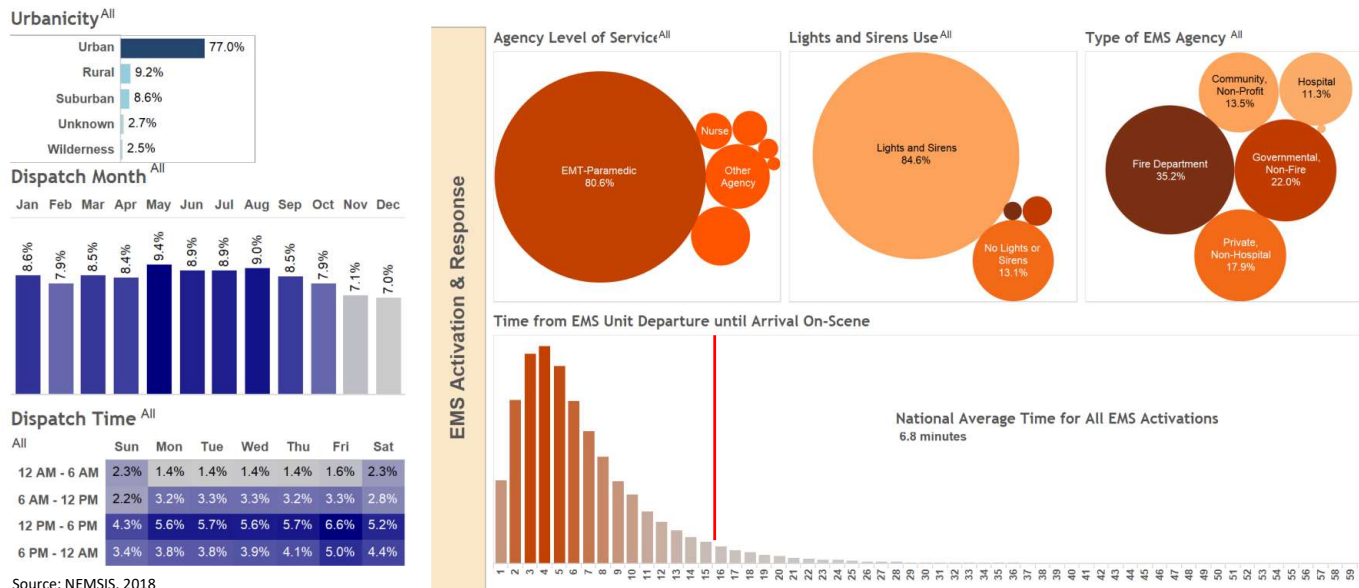 Urbanicity All
Urban 77.0%
Rural 9.2%
Suburban 8.6%
Unknown 2.7%
Wilderness 2.5%
Dispatch Month All
Jan Feb Mar Apr May Jun Jul Aug Sep Oct Nov Dec
8.6% 7.9% 8.5% 8.4% 9.4% 8.9% 8.9% 9.0% 8.5% 7.9% 7.1% 7.0%
Dispatch Time All
All
Sun Mon Tue Wed Thu Fri Sat
12 AM - 6 AM 2.3% 1.4% 1.4% 1.4% 1.4% 1.6% 2.3%
6 AM - 12 PM 2.2% 3.2% 3.3% 3.3% 3.2% 3.3% 2.8%
12 PM - 6 PM 4.3% 5.6% 5.7% 5.6% 5.7% 6.6% 5.2%
6 PM - 12 AM 3.4% 3.8% 3.8% 3.9% 4.1% 5.0% 4.4%
Source: NEMSIS, 2018
EMS Activation & Response
Agency Level of Service All
EMT-Paramedic
80.6%
Nurse
Other
Agency
Lights and Sirens Use All
Lights and Sirens
84.6%
No Lights or
Sirens
13.1%
Type of EMS Agency All
Community,
Non-Profit
13.5%
Hospital
11.3%
Fire Department
35.2%
Governmental,
Non-Fire
22.0%
Private,
Non-Hospital
17.9%
Time from EMS Unit Departure until Arrival On-Scene
National Average Time for All EMS Activations
6.8 minutes
1 2 3 4 5 6 7 8 9 10 11 12 13 14 15 16 17 18 19 20 21 22 23 24 25 26 27 28 29 30 31 32 33 34 35 36 37 38 39 40 41 42 43 44 45 46 47 48 49 50 51 52 53 54 55 56 57 58 59